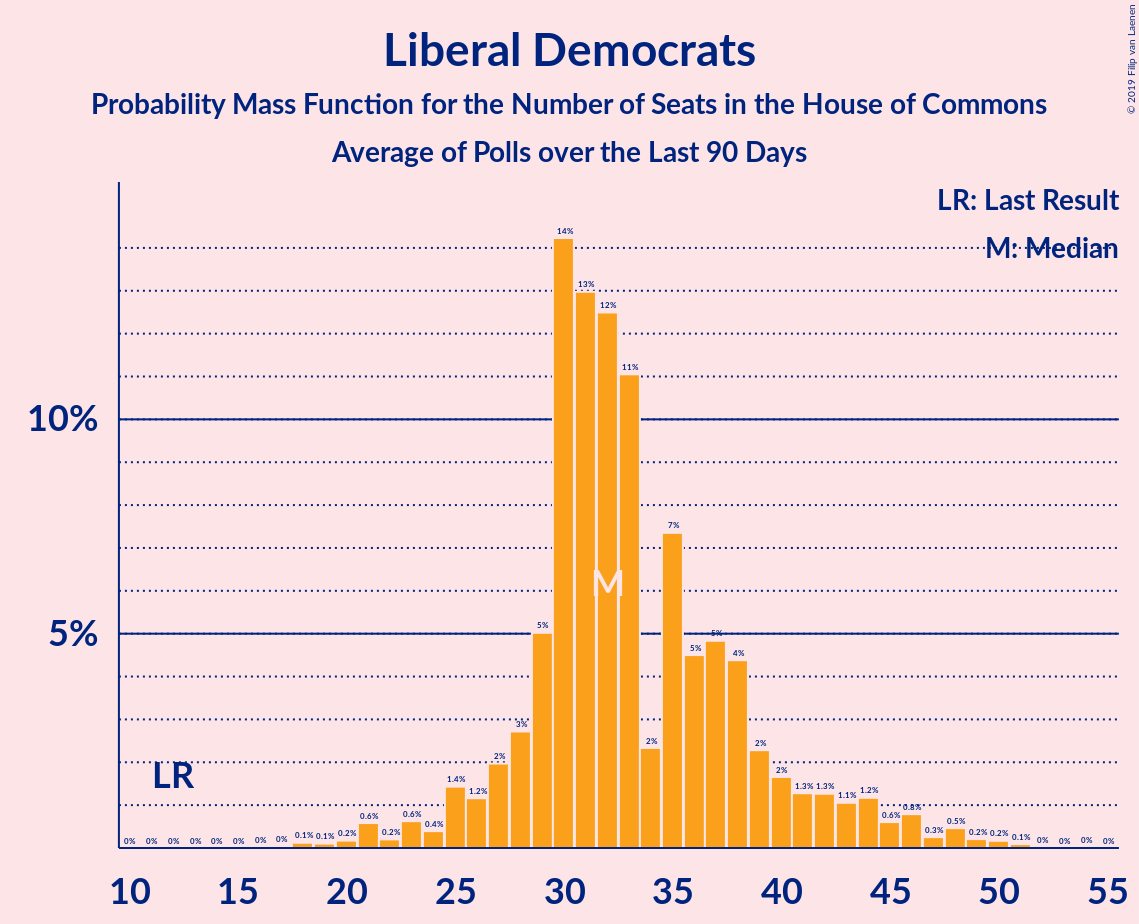 Liberal Democrats
Probability Mass Function for the Number of Seats in the House of Commons
Average of Polls over the Last 90 Days
© 2019 Filip van Laenen
LR: Last Result
M: Median
10%
5%
LR
M
0% 0% 0% 0% 0% 0% 0% 0% 0.1% 0.1% 0.2% 0.6% 0.2% 0.6% 0.4% 1.4% 1.2% 2% 3% 5% 14% 13% 12% 11% 2% 7% 5% 5% 4% 2% 2% 1.3% 1.3% 1.1% 1.2% 0.6% 0.8% 0.3% 0.5% 0.2% 0.2% 0.1% 0% 0% 0% 0%
10 15 20 25 30 35 40 45 50 55